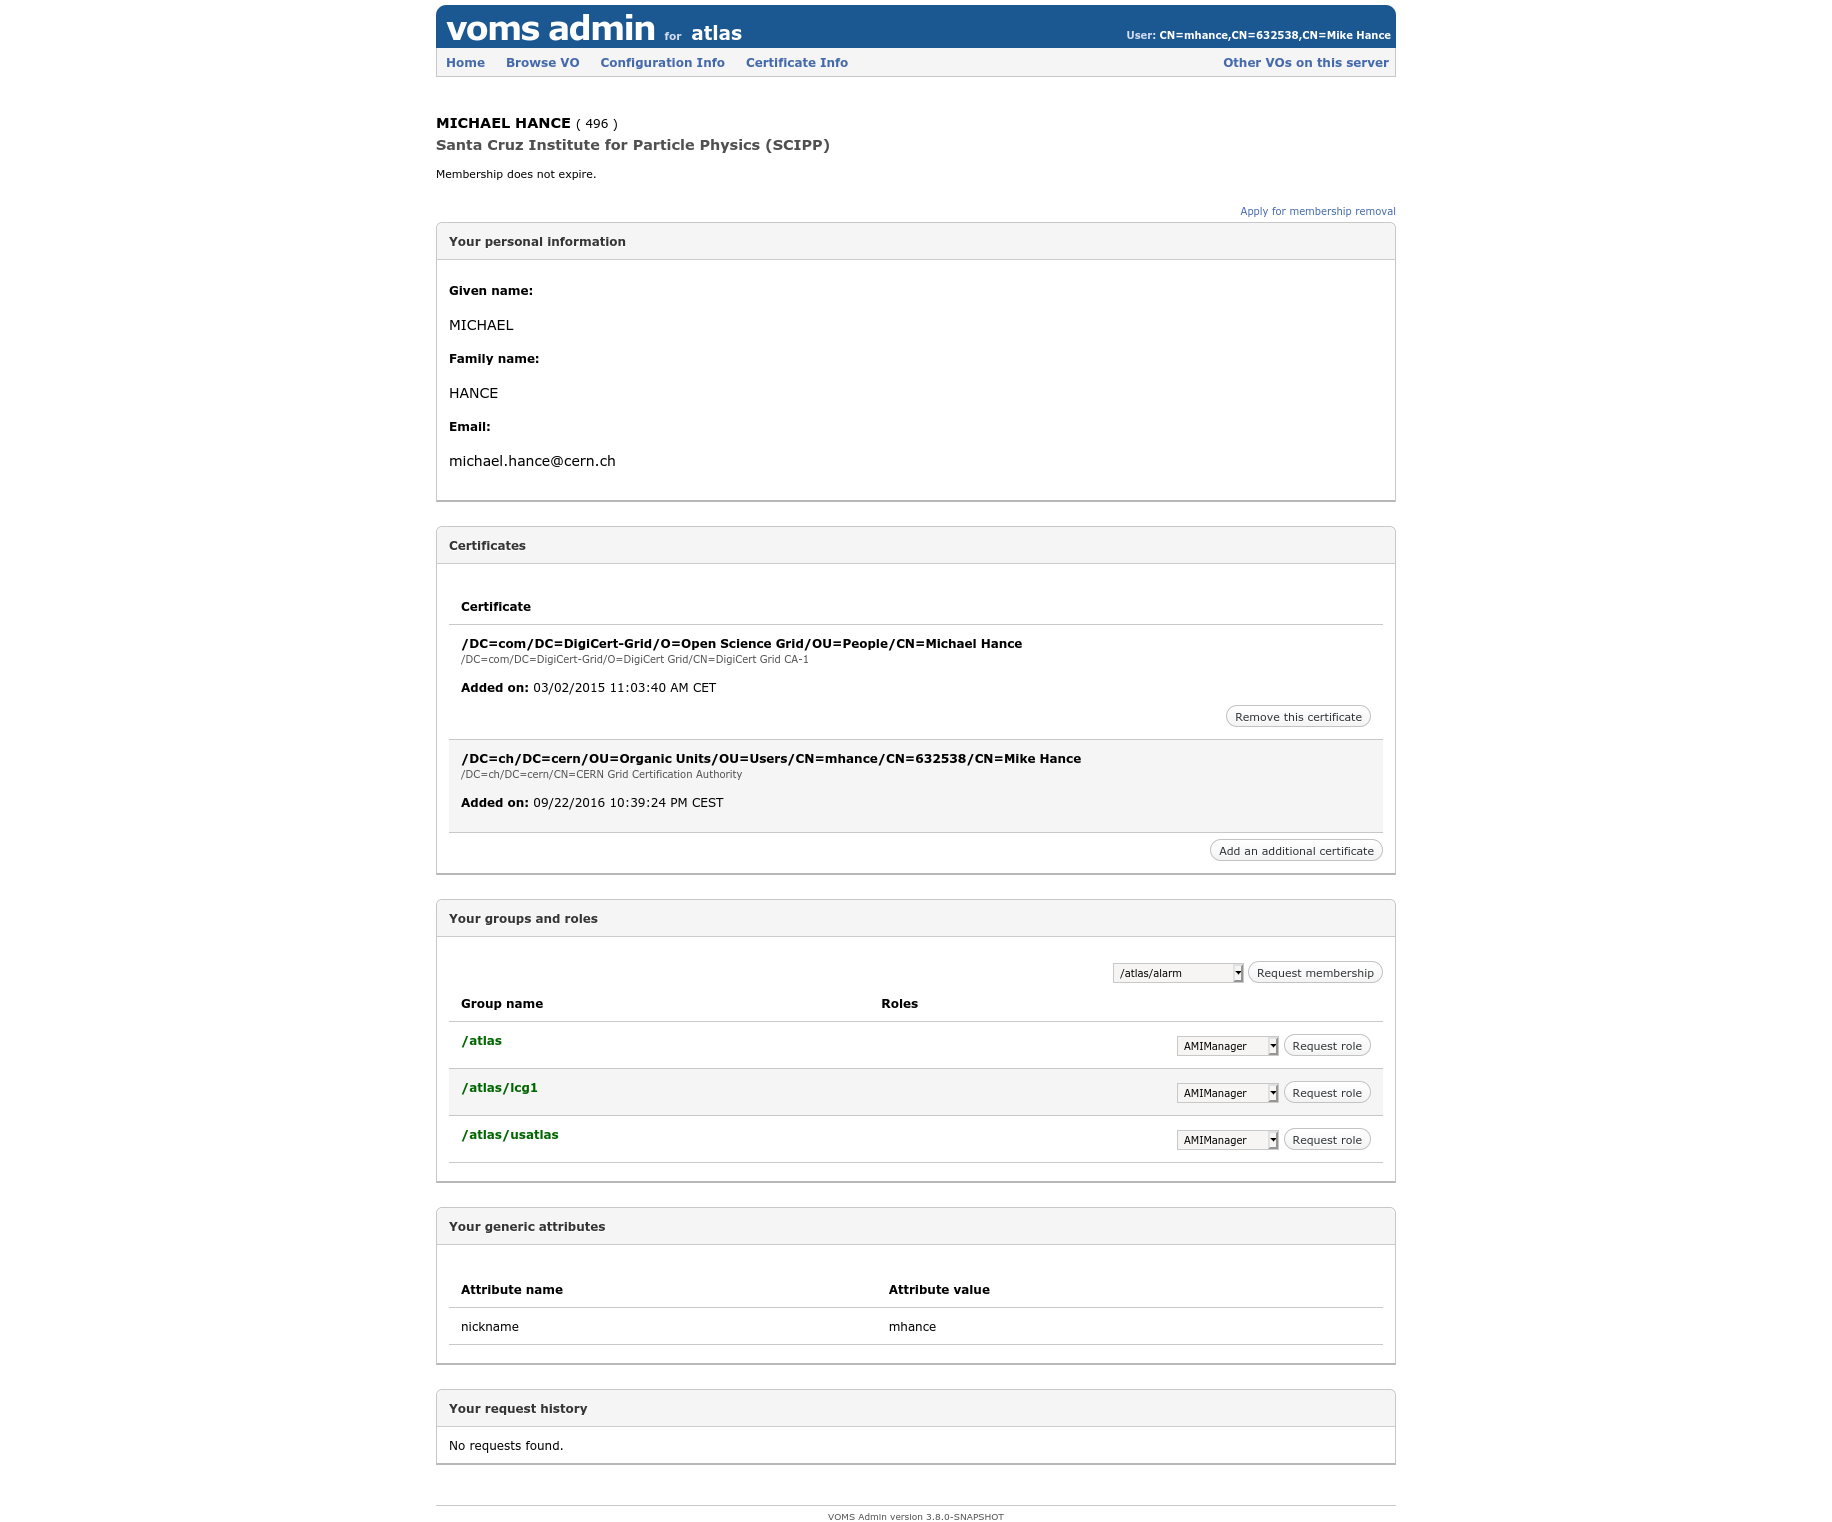 voms admin for atlas
User: CN=mhance,CN=632538,CN=Mike Hance
Home Browse VO Configuration Info Certificate Info Other VOs on this server
MICHAEL HANCE ( 496 )
Santa Cruz Institute for Particle Physics (SCIPP)
Membership does not expire.
Apply for membership removal
Your personal information
Given name:
MICHAEL
Family name:
HANCE
Email:
michael.hance@cern.ch
Certificates
Certificate
/DC=com/DC=DigiCert-Grid/O=Open Science Grid/OU=People/CN=Michael Hance
/DC=com/DC=DigiCert-Grid/O=DigiCert Grid/CN=DigiCert Grid CA-1
Added on: 03/02/2015 11:03:40 AM CET
Remove this certificate
/DC=ch/DC=cern/OU=Organic Units/OU=Users/CN=mhance/CN=632538/CN=Mike Hance
/DC=ch/DC=cern/CN=CERN Grid Certification Authority
Added on: 09/22/2016 10:39:24 PM CEST
Add an additional certificate
Your groups and roles
/atlas/alarm Request membership
Group name Roles
/atlas AMIManager Request role
/atlas/lcg1 AMIManager Request role
/atlas/usatlas AMIManager Request role
Your generic attributes
Attribute name Attribute value
nickname mhance
Your request history
No requests found.
VOMS Admin version 3.8.0-SNAPSHOT